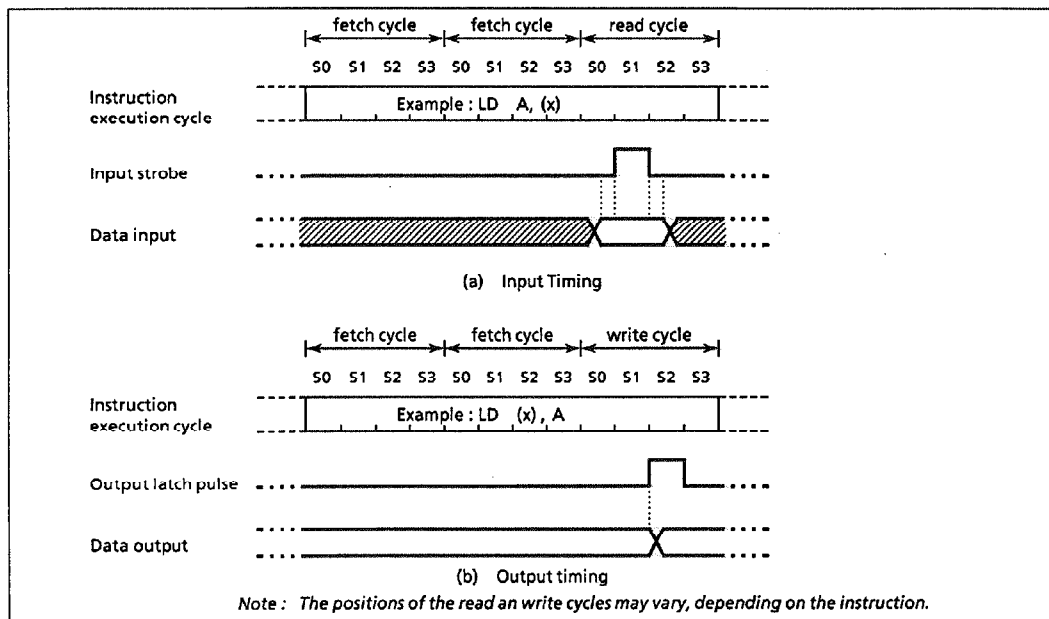 fetch cycle fetch cycle read cycle
S0 S1 S2 S3 S0 S1 S2 S3 S0 S1 S2 S3
Instruction
execution cycle
Example : LD A, (x)
Input strobe
Data input
(a) Input Timing
fetch cycle fetch cycle write cycle
S0 S1 S2 S3 S0 S1 S2 S3 S0 S1 S2 S3
Instruction
execution cycle
Example : LD (x) , A
Output latch pulse
Data output
(b) Output timing
Note : The positions of the read an write cycles may vary, depending on the instruction.